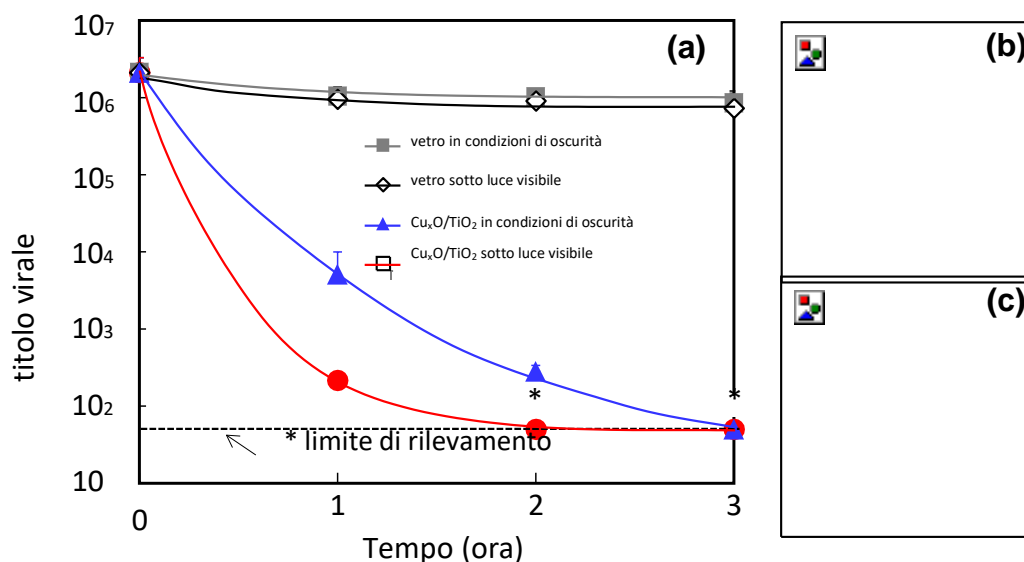 10⁷
(a)
(b)
10⁶
vetro in condizioni di oscurità
10⁵
vetro sotto luce visibile
CuₓO/TiO₂ in condizioni di oscurità
10⁴
CuₓO/TiO₂ sotto luce visibile
(c)
titolo virale
10³
* *
10²
* limite di rilevamento
10
0 1 2 3
Tempo (ora)